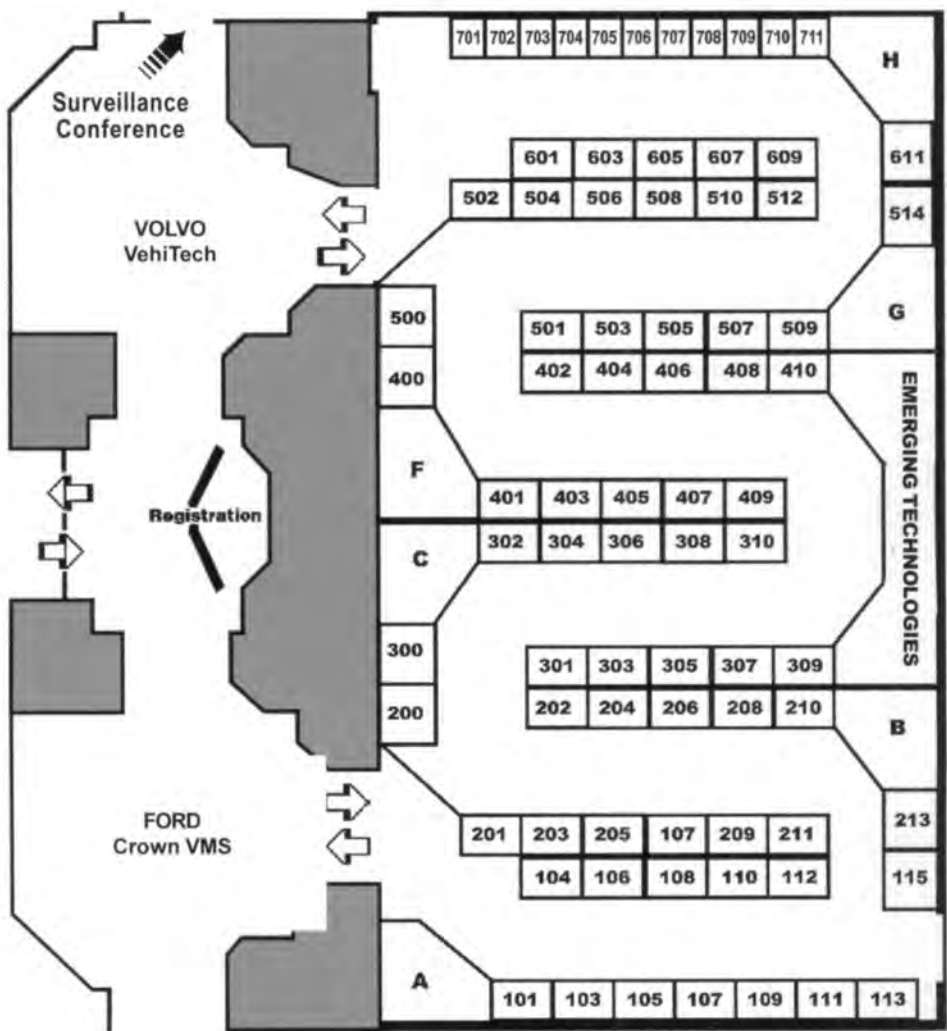 701 702 703 704 705 706 707 708 709 710 711
H
Surveillance
Conference
601 603 605 607 609
611
502 504 506 508 510 512
514
VOLVO
VehiTech
500
501 503 505 507 509
G
400
402 404 406 408 410
EMERGING TECHNOLOGIES
F
401 403 405 407 409
Registration
302 304 306 308 310
C
300
301 303 305 307 309
200
202 204 206 208 210
B
FORD
Crown VMS
201 203 205 107 209 211
213
104 106 108 110 112
115
A
101 103 105 107 109 111 113